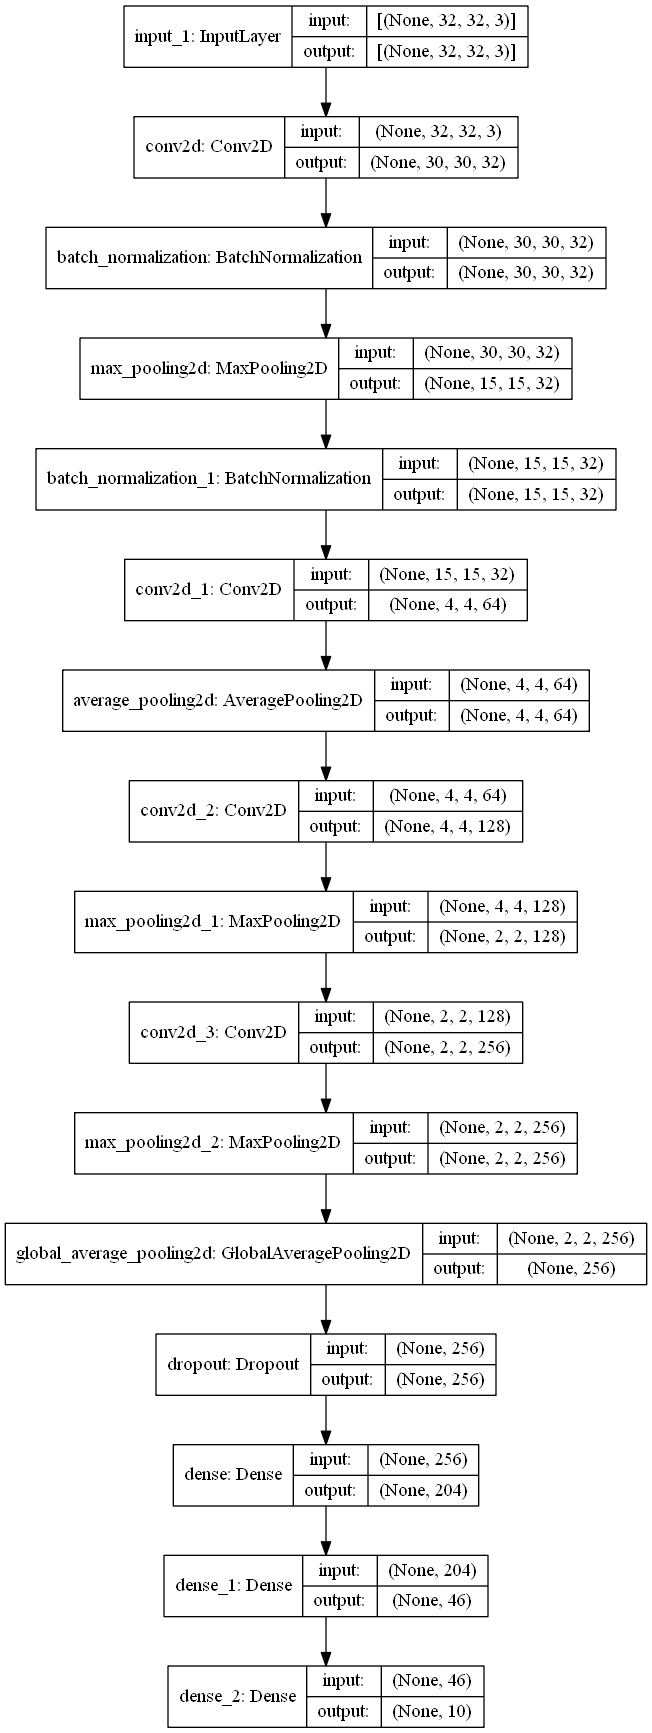 input_1: InputLayer
input: [(None, 32, 32, 3)]
output: [(None, 32, 32, 3)]
conv2d: Conv2D
input: (None, 32, 32, 3)
output: (None, 30, 30, 32)
batch_normalization: BatchNormalization
input: (None, 30, 30, 32)
output: (None, 30, 30, 32)
max_pooling2d: MaxPooling2D
input: (None, 30, 30, 32)
output: (None, 15, 15, 32)
batch_normalization_1: BatchNormalization
input: (None, 15, 15, 32)
output: (None, 15, 15, 32)
conv2d_1: Conv2D
input: (None, 15, 15, 32)
output: (None, 4, 4, 64)
average_pooling2d: AveragePooling2D
input: (None, 4, 4, 64)
output: (None, 4, 4, 64)
conv2d_2: Conv2D
input: (None, 4, 4, 64)
output: (None, 4, 4, 128)
max_pooling2d_1: MaxPooling2D
input: (None, 4, 4, 128)
output: (None, 2, 2, 128)
conv2d_3: Conv2D
input: (None, 2, 2, 128)
output: (None, 2, 2, 256)
max_pooling2d_2: MaxPooling2D
input: (None, 2, 2, 256)
output: (None, 2, 2, 256)
global_average_pooling2d: GlobalAveragePooling2D
input: (None, 2, 2, 256)
output: (None, 256)
dropout: Dropout
input: (None, 256)
output: (None, 256)
dense: Dense
input: (None, 256)
output: (None, 204)
dense_1: Dense
input: (None, 204)
output: (None, 46)
dense_2: Dense
input: (None, 46)
output: (None, 10)